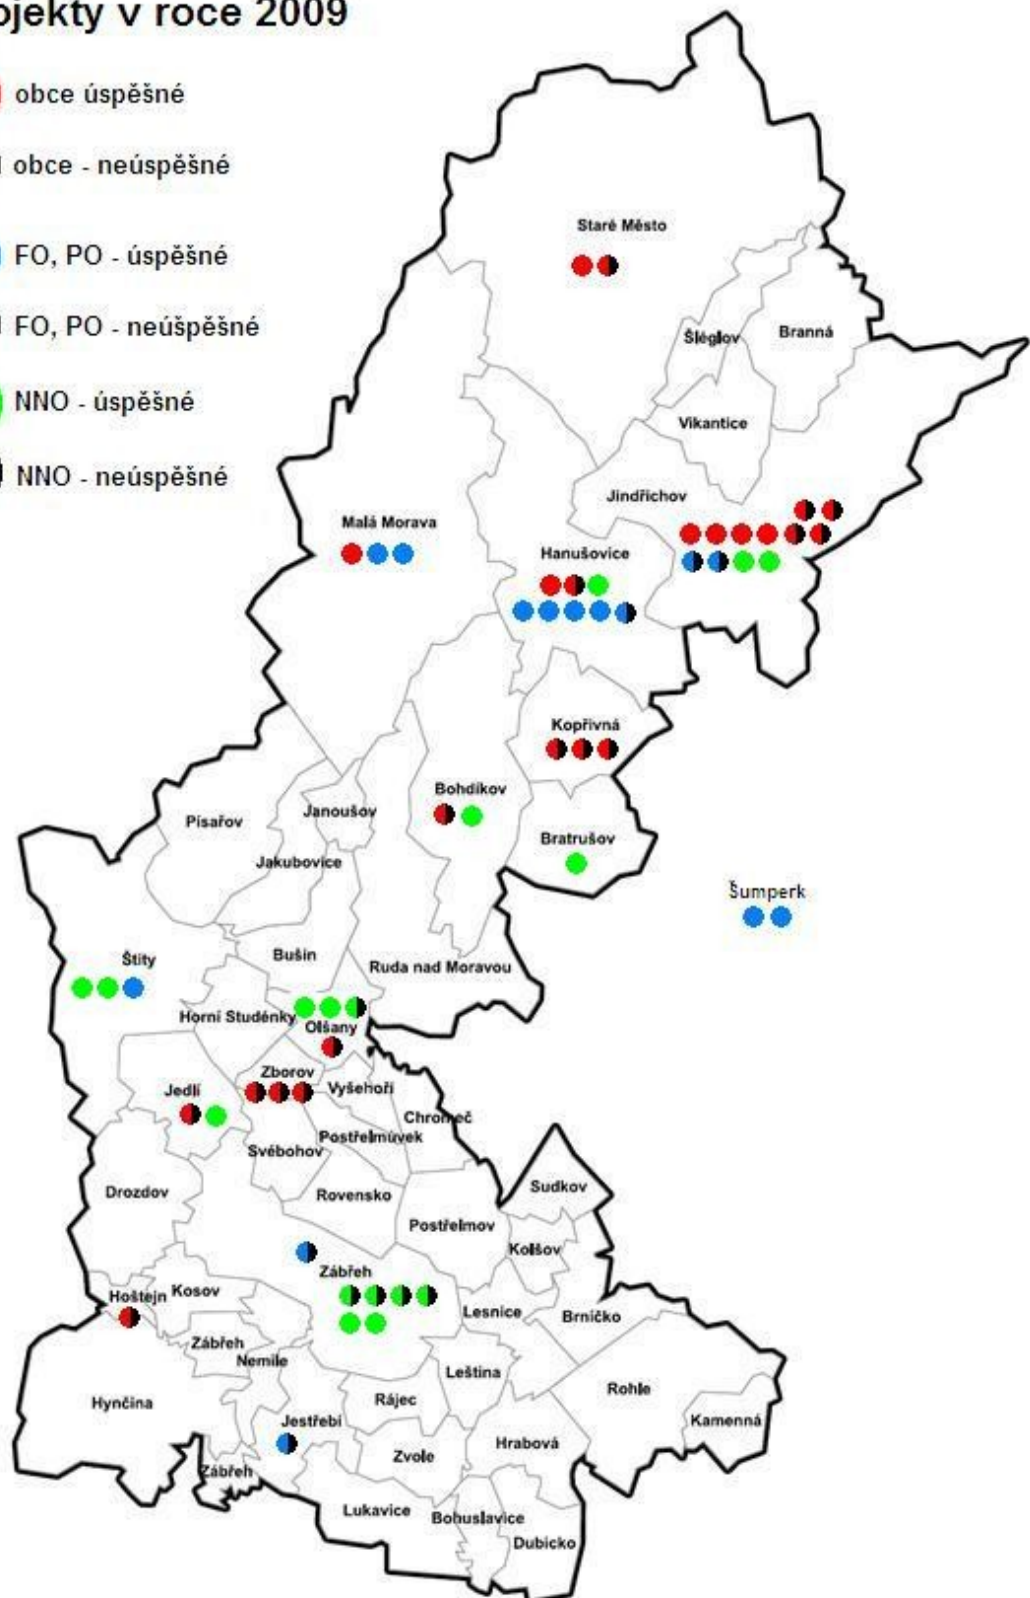 ojekty v roce 2009
obce úspěšné
obce - neúspěšné
FO, PO - úspěšné
FO, PO - neúšpěšné
NNO - úspěšné
NNO - neúspěšné
Staré Město
Šléglov
Branná
Vikantice
Jindřichov
Malá Morava
Hanušovice
Kopřivná
Bohdíkov
Janoušov
Písařov
Bratrušov
Jakubovice
Šumperk
Bušín
Štíty
Ruda nad Moravou
Horní Studénky
Olšany
Zborov
Vyšehoří
Jedlí
Chromeč
Postřelmůvek
Svébohov
Drozdov
Rovensko
Sudkov
Postřelmov
Kolšov
Zábřeh
Hoštejn
Kosov
Lesnice
Brníčko
Zábřeh
Nemile
Leština
Rohle
Hynčina
Rájec
Jestřebí
Kamenná
Hrabová
Zvole
Zábřeh
Lukavice
Bohuslavice
Dubicko